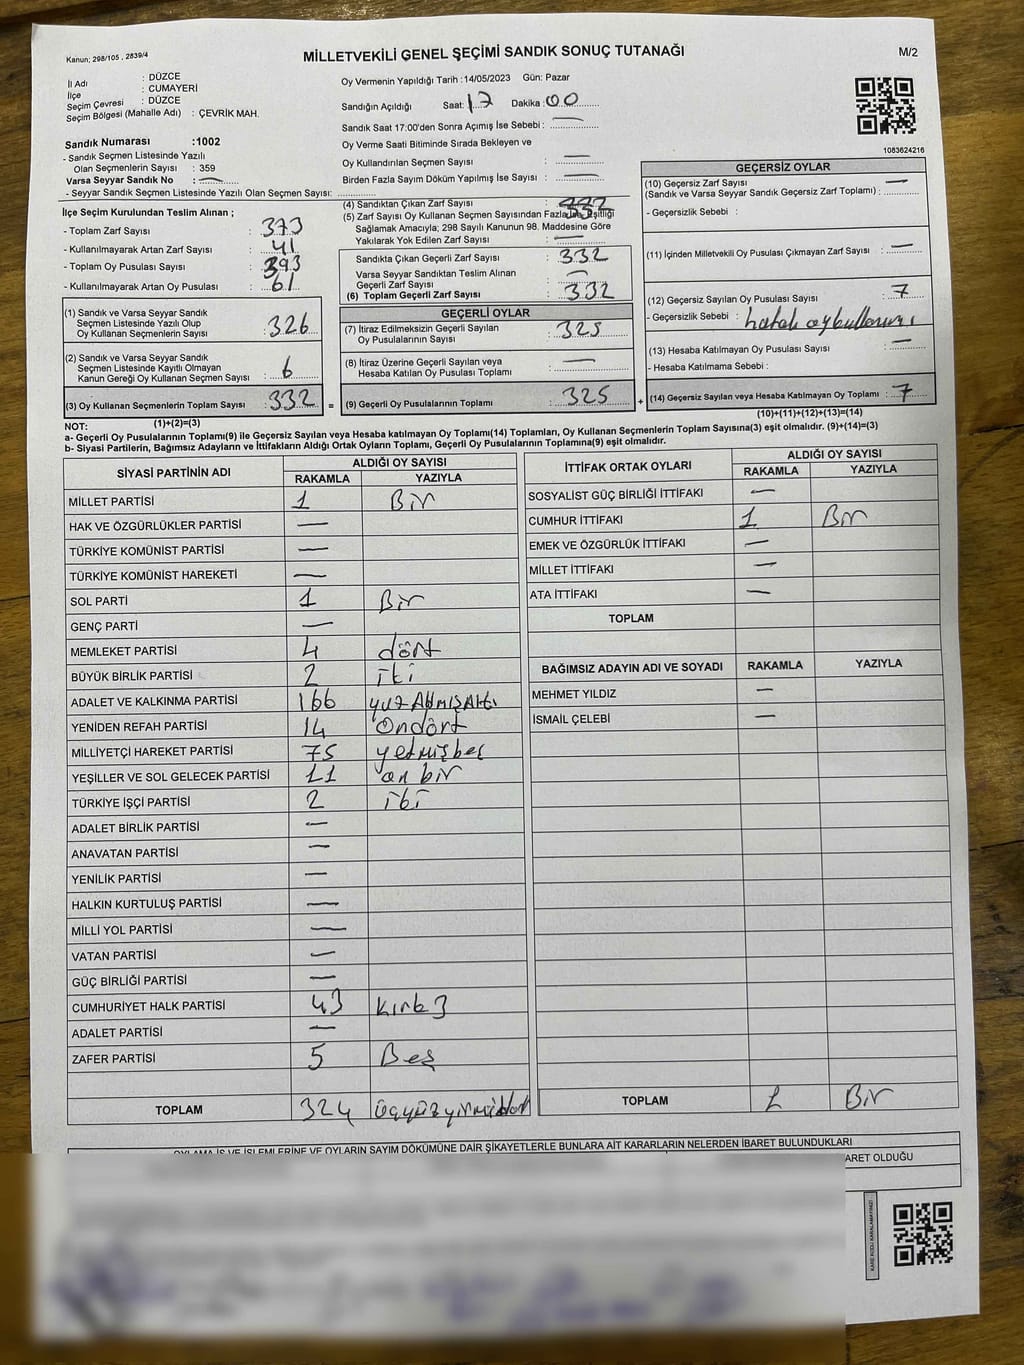 Kanun; 298/105 , 2839/4
MİLLETVEKİLİ GENEL SEÇİMİ SANDIK SONUÇ TUTANAĞI
M/2
İl Adı : DÜZCE
İlçe : CUMAYERİ
Seçim Çevresi : DÜZCE
Seçim Bölgesi (Mahalle Adı) : ÇEVRİK MAH.
Sandık Numarası :1002
- Sandık Seçmen Listesinde Yazılı
Olan Seçmenlerin Sayısı : 359
Varsa Seyyar Sandık No : —
- Seyyar Sandık Seçmen Listesinde Yazılı Olan Seçmen Sayısı:
Oy Vermenin Yapıldığı Tarih :14/05/2023 Gün: Pazar
Sandığın Açıldığı Saat: 17 Dakika : 00
Sandık Saat 17:00'den Sonra Açımış İse Sebebi : —
Oy Verme Saati Bitiminde Sırada Bekleyen ve
Oy Kullandırılan Seçmen Sayısı : —
Birden Fazla Sayım Döküm Yapılmış İse Sayısı : —
1083624216
İlçe Seçim Kurulundan Teslim Alınan ;
- Toplam Zarf Sayısı : 373
- Kullanılmayarak Artan Zarf Sayısı : 41
- Toplam Oy Pusulası Sayısı : 393
- Kullanılmayarak Artan Oy Pusulası : 61
(4) Sandıktan Çıkan Zarf Sayısı : 332
(5) Zarf Sayısı Oy Kullanan Seçmen Sayısından Fazla İse, Eşitliği
Sağlamak Amacıyla; 298 Sayılı Kanunun 98. Maddesine Göre
Yakılarak Yok Edilen Zarf Sayısı : —
Sandıkta Çıkan Geçerli Zarf Sayısı : 332
Varsa Seyyar Sandıktan Teslim Alınan
Geçerli Zarf Sayısı : —
(6) Toplam Geçerli Zarf Sayısı : 332
GEÇERSİZ OYLAR
(10) Geçersiz Zarf Sayısı : —
(Sandık ve Varsa Seyyar Sandık Geçersiz Zarf Toplamı) :
- Geçersizlik Sebebi :
(11) İçinden Milletvekili Oy Pusulası Çıkmayan Zarf Sayısı : —
(12) Geçersiz Sayılan Oy Pusulası Sayısı : 7
- Geçersizlik Sebebi : hatalı oy kullanımı
(13) Hesaba Katılmayan Oy Pusulası Sayısı : —
- Hesaba Katılmama Sebebi :
(14) Geçersiz Sayılan veya Hesaba Katılmayan Oy Toplamı : 7
(10)+(11)+(12)+(13)=(14)
(1) Sandık ve Varsa Seyyar Sandık
Seçmen Listesinde Yazılı Olup
Oy Kullanan Seçmenlerin Sayısı : 326
(2) Sandık ve Varsa Seyyar Sandık
Seçmen Listesinde Kayıtlı Olmayan
Kanun Gereği Oy Kullanan Seçmen Sayısı : 6
(3) Oy Kullanan Seçmenlerin Toplam Sayısı : 332 =
(1)+(2)=(3)
GEÇERLİ OYLAR
(7) İtiraz Edilmeksizin Geçerli Sayılan
Oy Pusulalarının Sayısı : 325
(8) İtiraz Üzerine Geçerli Sayılan veya
Hesaba Katılan Oy Pusulası Toplamı : —
(9) Geçerli Oy Pusulalarının Toplamı : 325 +
NOT:
a- Geçerli Oy Pusulalarının Toplamı(9) ile Geçersiz Sayılan veya Hesaba katılmayan Oy Toplamı(14) Toplamları, Oy Kullanan Seçmenlerin Toplam Sayısına(3) eşit olmalıdır. (9)+(14)=(3)
b- Siyasi Partilerin, Bağımsız Adayların ve İttifakların Aldığı Ortak Oyların Toplamı, Geçerli Oy Pusulalarının Toplamına(9) eşit olmalıdır.
SİYASİ PARTİNİN ADI ALDIĞI OY SAYISI
RAKAMLA YAZIYLA
MİLLET PARTİSİ 1 Bir
HAK VE ÖZGÜRLÜKLER PARTİSİ —
TÜRKİYE KOMÜNİST PARTİSİ —
TÜRKİYE KOMÜNİST HAREKETİ —
SOL PARTİ 1 Bir
GENÇ PARTİ —
MEMLEKET PARTİSİ 4 dört
BÜYÜK BİRLİK PARTİSİ 2 iki
ADALET VE KALKINMA PARTİSİ 166 yüz Altmış Altı
YENİDEN REFAH PARTİSİ 14 Ondört
MİLLİYETÇİ HAREKET PARTİSİ 75 yetmişbeş
YEŞİLLER VE SOL GELECEK PARTİSİ 11 on bir
TÜRKİYE İŞÇİ PARTİSİ 2 iki
ADALET BİRLİK PARTİSİ —
ANAVATAN PARTİSİ —
YENİLİK PARTİSİ —
HALKIN KURTULUŞ PARTİSİ —
MİLLİ YOL PARTİSİ —
VATAN PARTİSİ —
GÜÇ BİRLİĞİ PARTİSİ —
CUMHURİYET HALK PARTİSİ 43 Kırk 3
ADALET PARTİSİ —
ZAFER PARTİSİ 5 Beş
TOPLAM 324 üçyüzyirmidört
İTTİFAK ORTAK OYLARI ALDIĞI OY SAYISI
RAKAMLA YAZIYLA
SOSYALİST GÜÇ BİRLİĞİ İTTİFAKI —
CUMHUR İTTİFAKI 1 Bir
EMEK VE ÖZGÜRLÜK İTTİFAKI —
MİLLET İTTİFAKI —
ATA İTTİFAKI —
TOPLAM
BAĞIMSIZ ADAYIN ADI VE SOYADI RAKAMLA YAZIYLA
MEHMET YILDIZ —
İSMAİL ÇELEBİ —
TOPLAM 1 Bir
OYLAMA İŞ VE İŞLEMLERİNE VE OYLARIN SAYIM DÖKÜMÜNE DAİR ŞİKAYETLERLE BUNLARA AİT KARARLARIN NELERDEN İBARET BULUNDUKLARI
ARET OLDUĞU
KARE KODU KARALAMAYINIZ